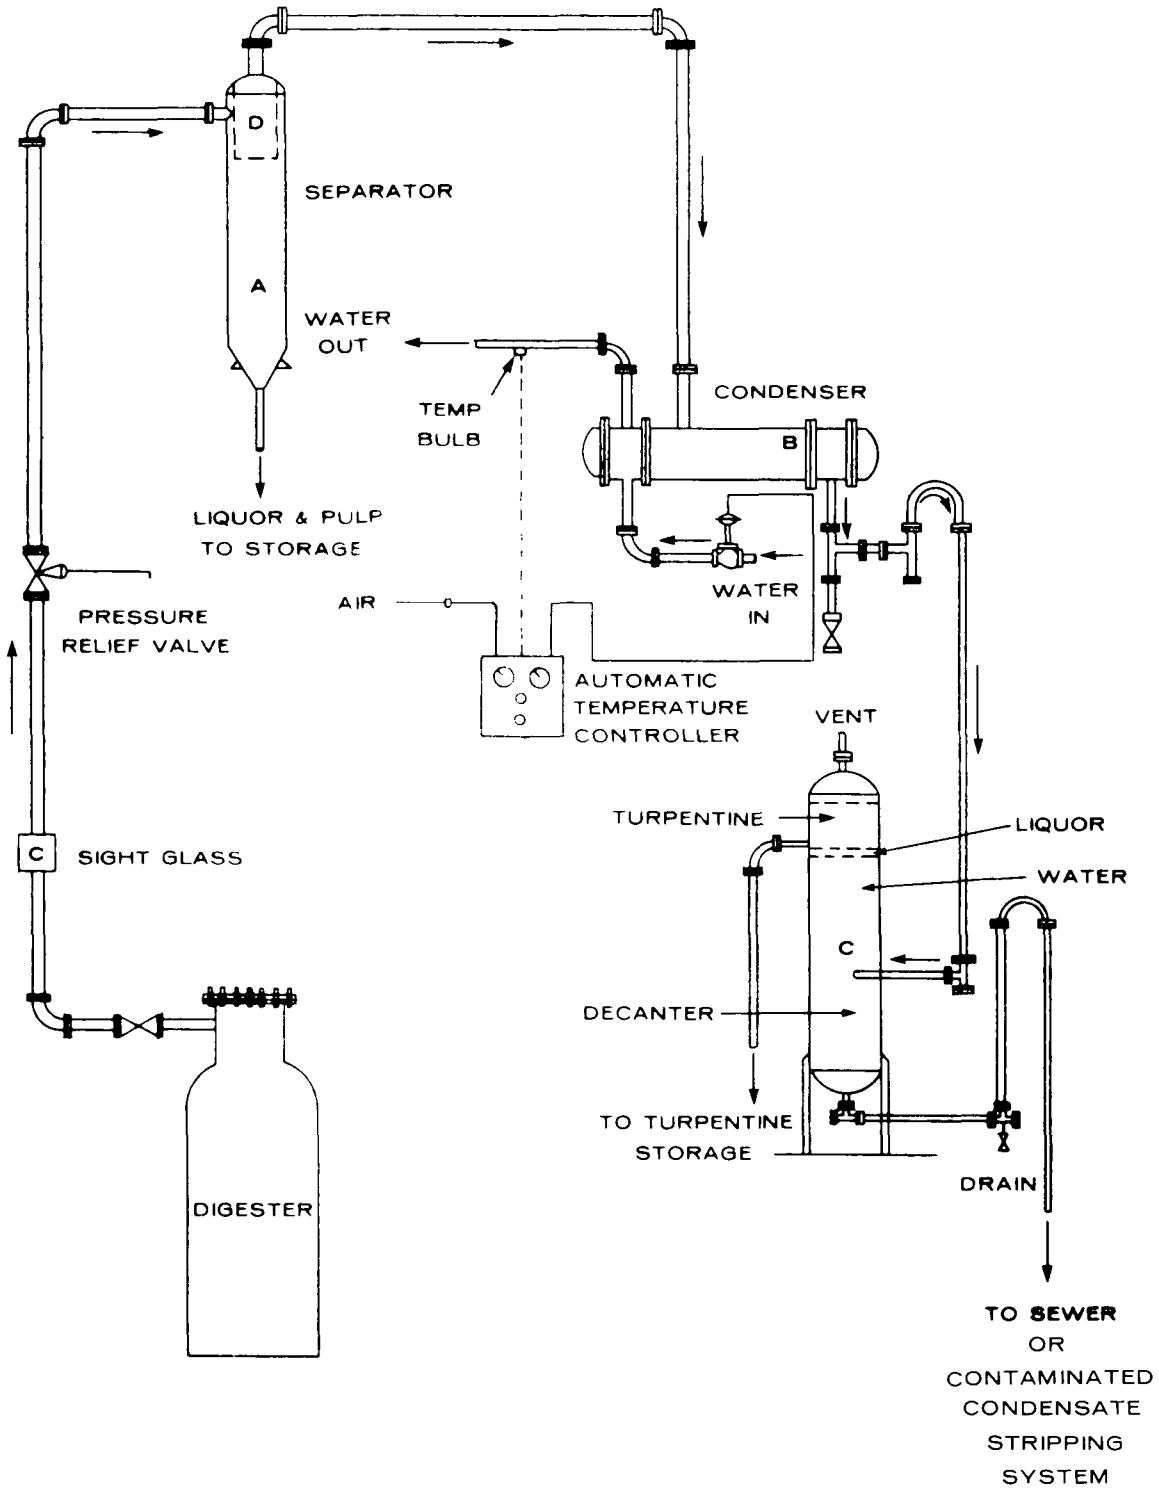 D
SEPARATOR
A
WATER
OUT
CONDENSER
TEMP
BULB
B
LIQUOR & PULP
TO STORAGE
WATER
IN
AIR
PRESSURE
RELIEF VALVE
AUTOMATIC
TEMPERATURE
CONTROLLER
VENT
TURPENTINE
LIQUOR
C
SIGHT GLASS
WATER
C
DECANTER
TO TURPENTINE
STORAGE
DRAIN
DIGESTER
TO SEWER
OR
CONTAMINATED
CONDENSATE
STRIPPING
SYSTEM